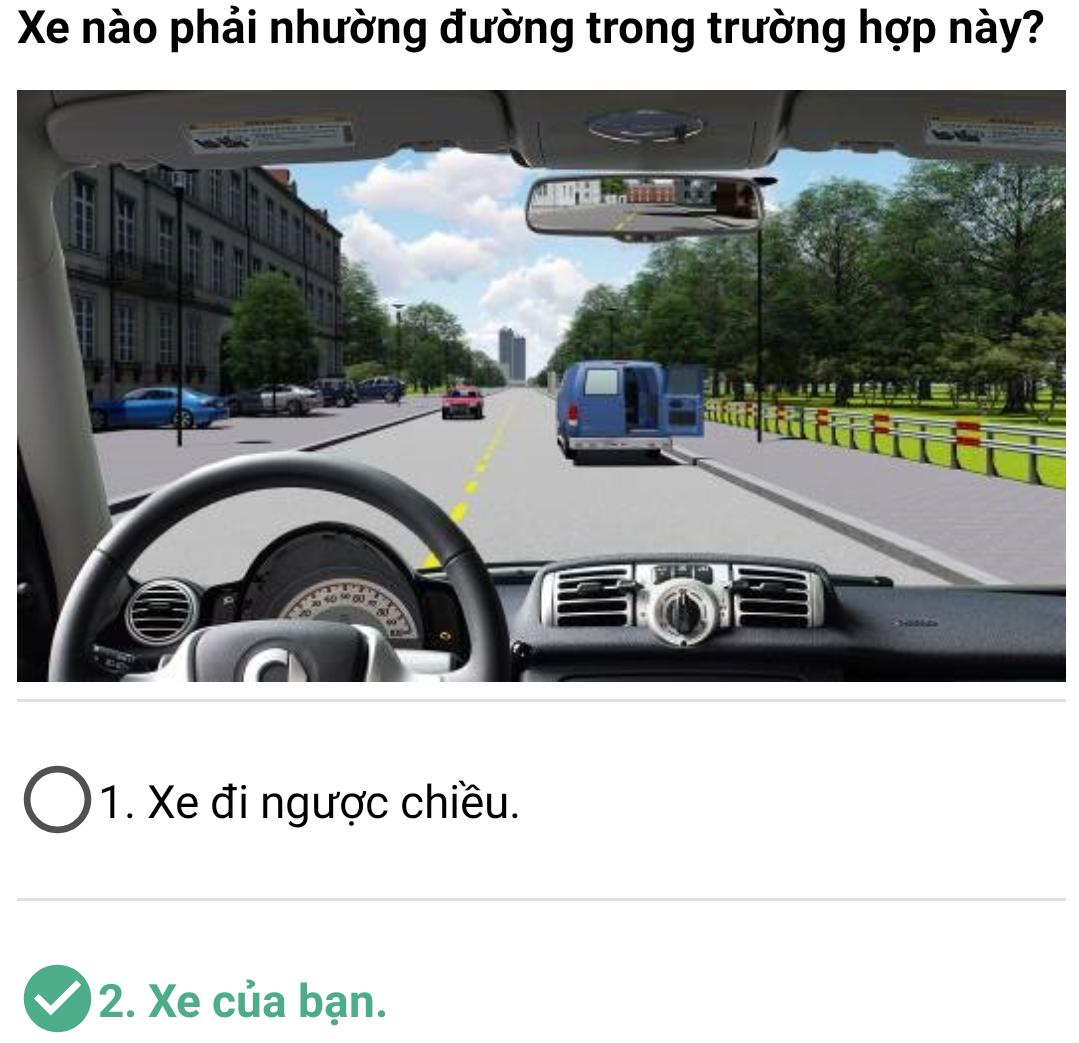 Xe nào phải nhường đường trong trường hợp này?
1. Xe đi ngược chiều.
2. Xe của bạn.